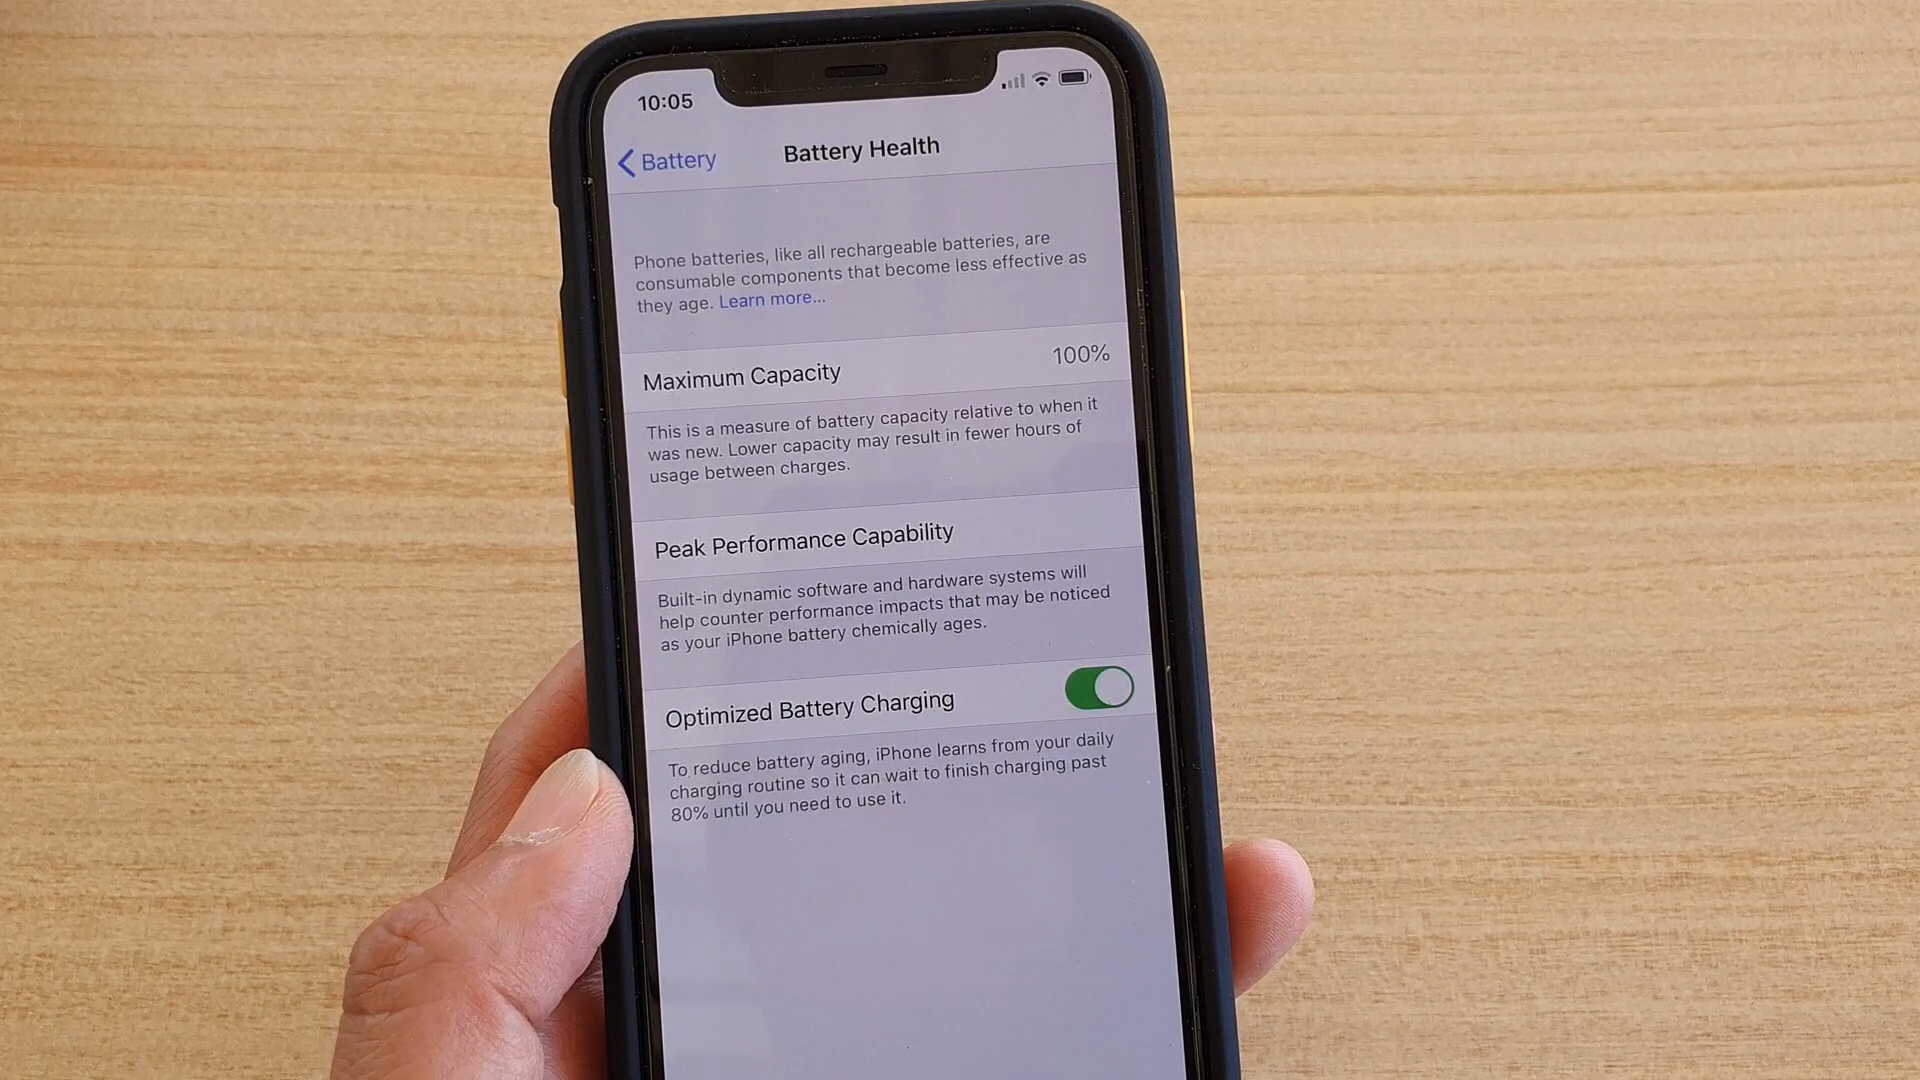 10:05
Battery
Battery Health
Phone batteries, like all rechargeable batteries, are
consumable components that become less effective as
they age. Learn more...
Maximum Capacity
100%
This is a measure of battery capacity relative to when it
was new. Lower capacity may result in fewer hours of
usage between charges.
Peak Performance Capability
Built-in dynamic software and hardware systems will
help counter performance impacts that may be noticed
as your iPhone battery chemically ages.
Optimized Battery Charging
To reduce battery aging, iPhone learns from your daily
charging routine so it can wait to finish charging past
80% until you need to use it.